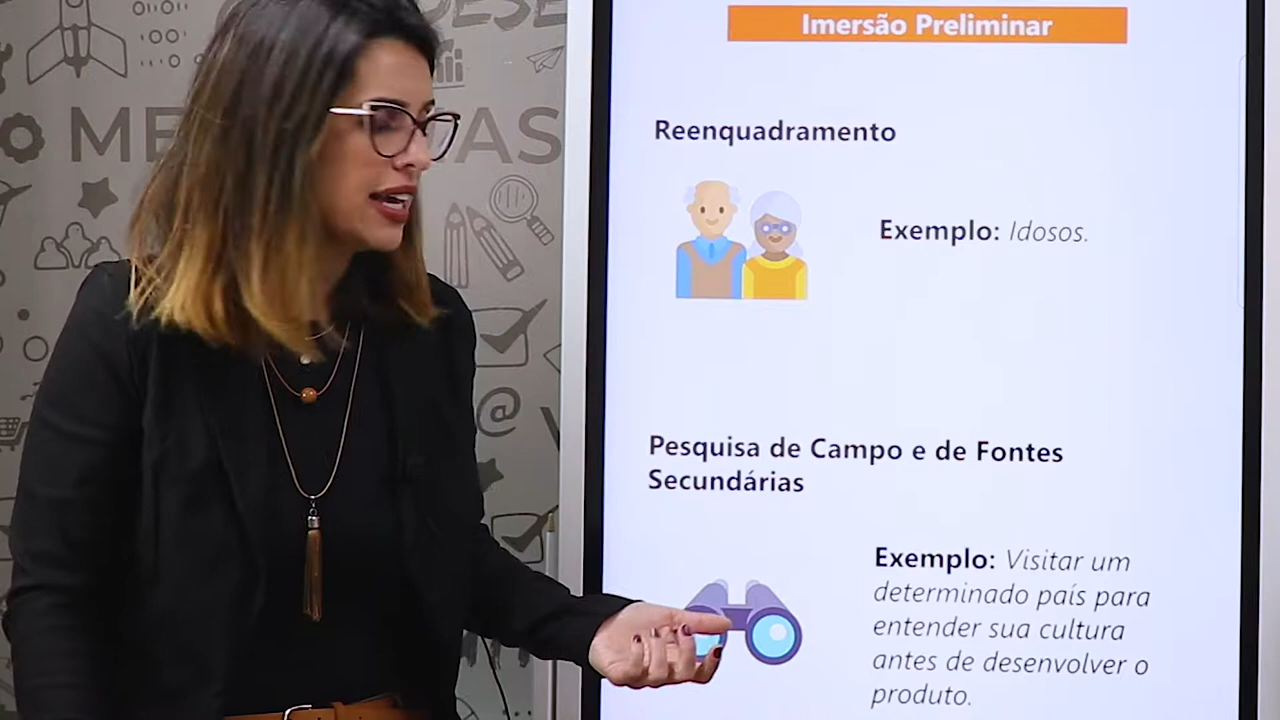 Imersão Preliminar
Reenquadramento
Exemplo: Idosos.
Pesquisa de Campo e de Fontes
Secundárias
Exemplo: Visitar um
determinado país para
entender sua cultura
antes de desenvolver o
produto.